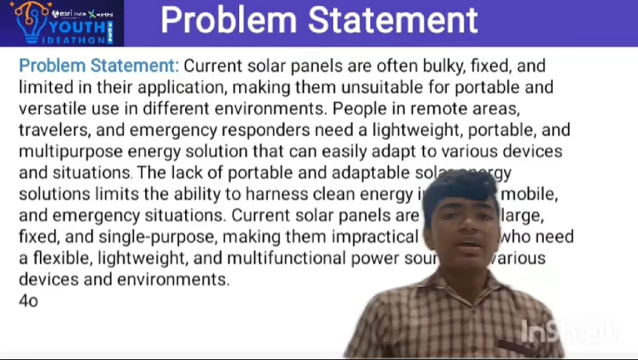 Problem Statement
YOUTH
IDEATHON
Problem Statement: Current solar panels are often bulky, fixed, and
limited in their application, making them unsuitable for portable and
versatile use in different environments. People in remote areas,
travelers, and emergency responders need a lightweight, portable, and
multipurpose energy solution that can easily adapt to various devices
and situations. The lack of portable and adaptable solar energy
solutions limits the ability to harness clean energy mobile,
and emergency situations. Current solar panels are large,
fixed, and single-purpose, making them impractical who need
a flexible, lightweight, and multifunctional power various
devices and environments.
4o
InShOt